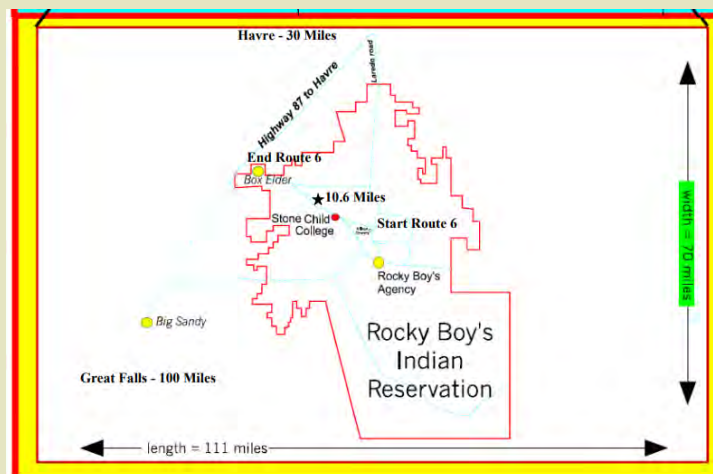 Havre - 30 Miles
Laredo road
Highway 87 to Havre
End Route 6
Box Elder
10.6 Miles
Stone Child
College
Start Route 6
Rocky Boy's
Agency
width = 70 miles
Big Sandy
Rocky Boy's
Indian
Reservation
Great Falls - 100 Miles
length = 111 miles